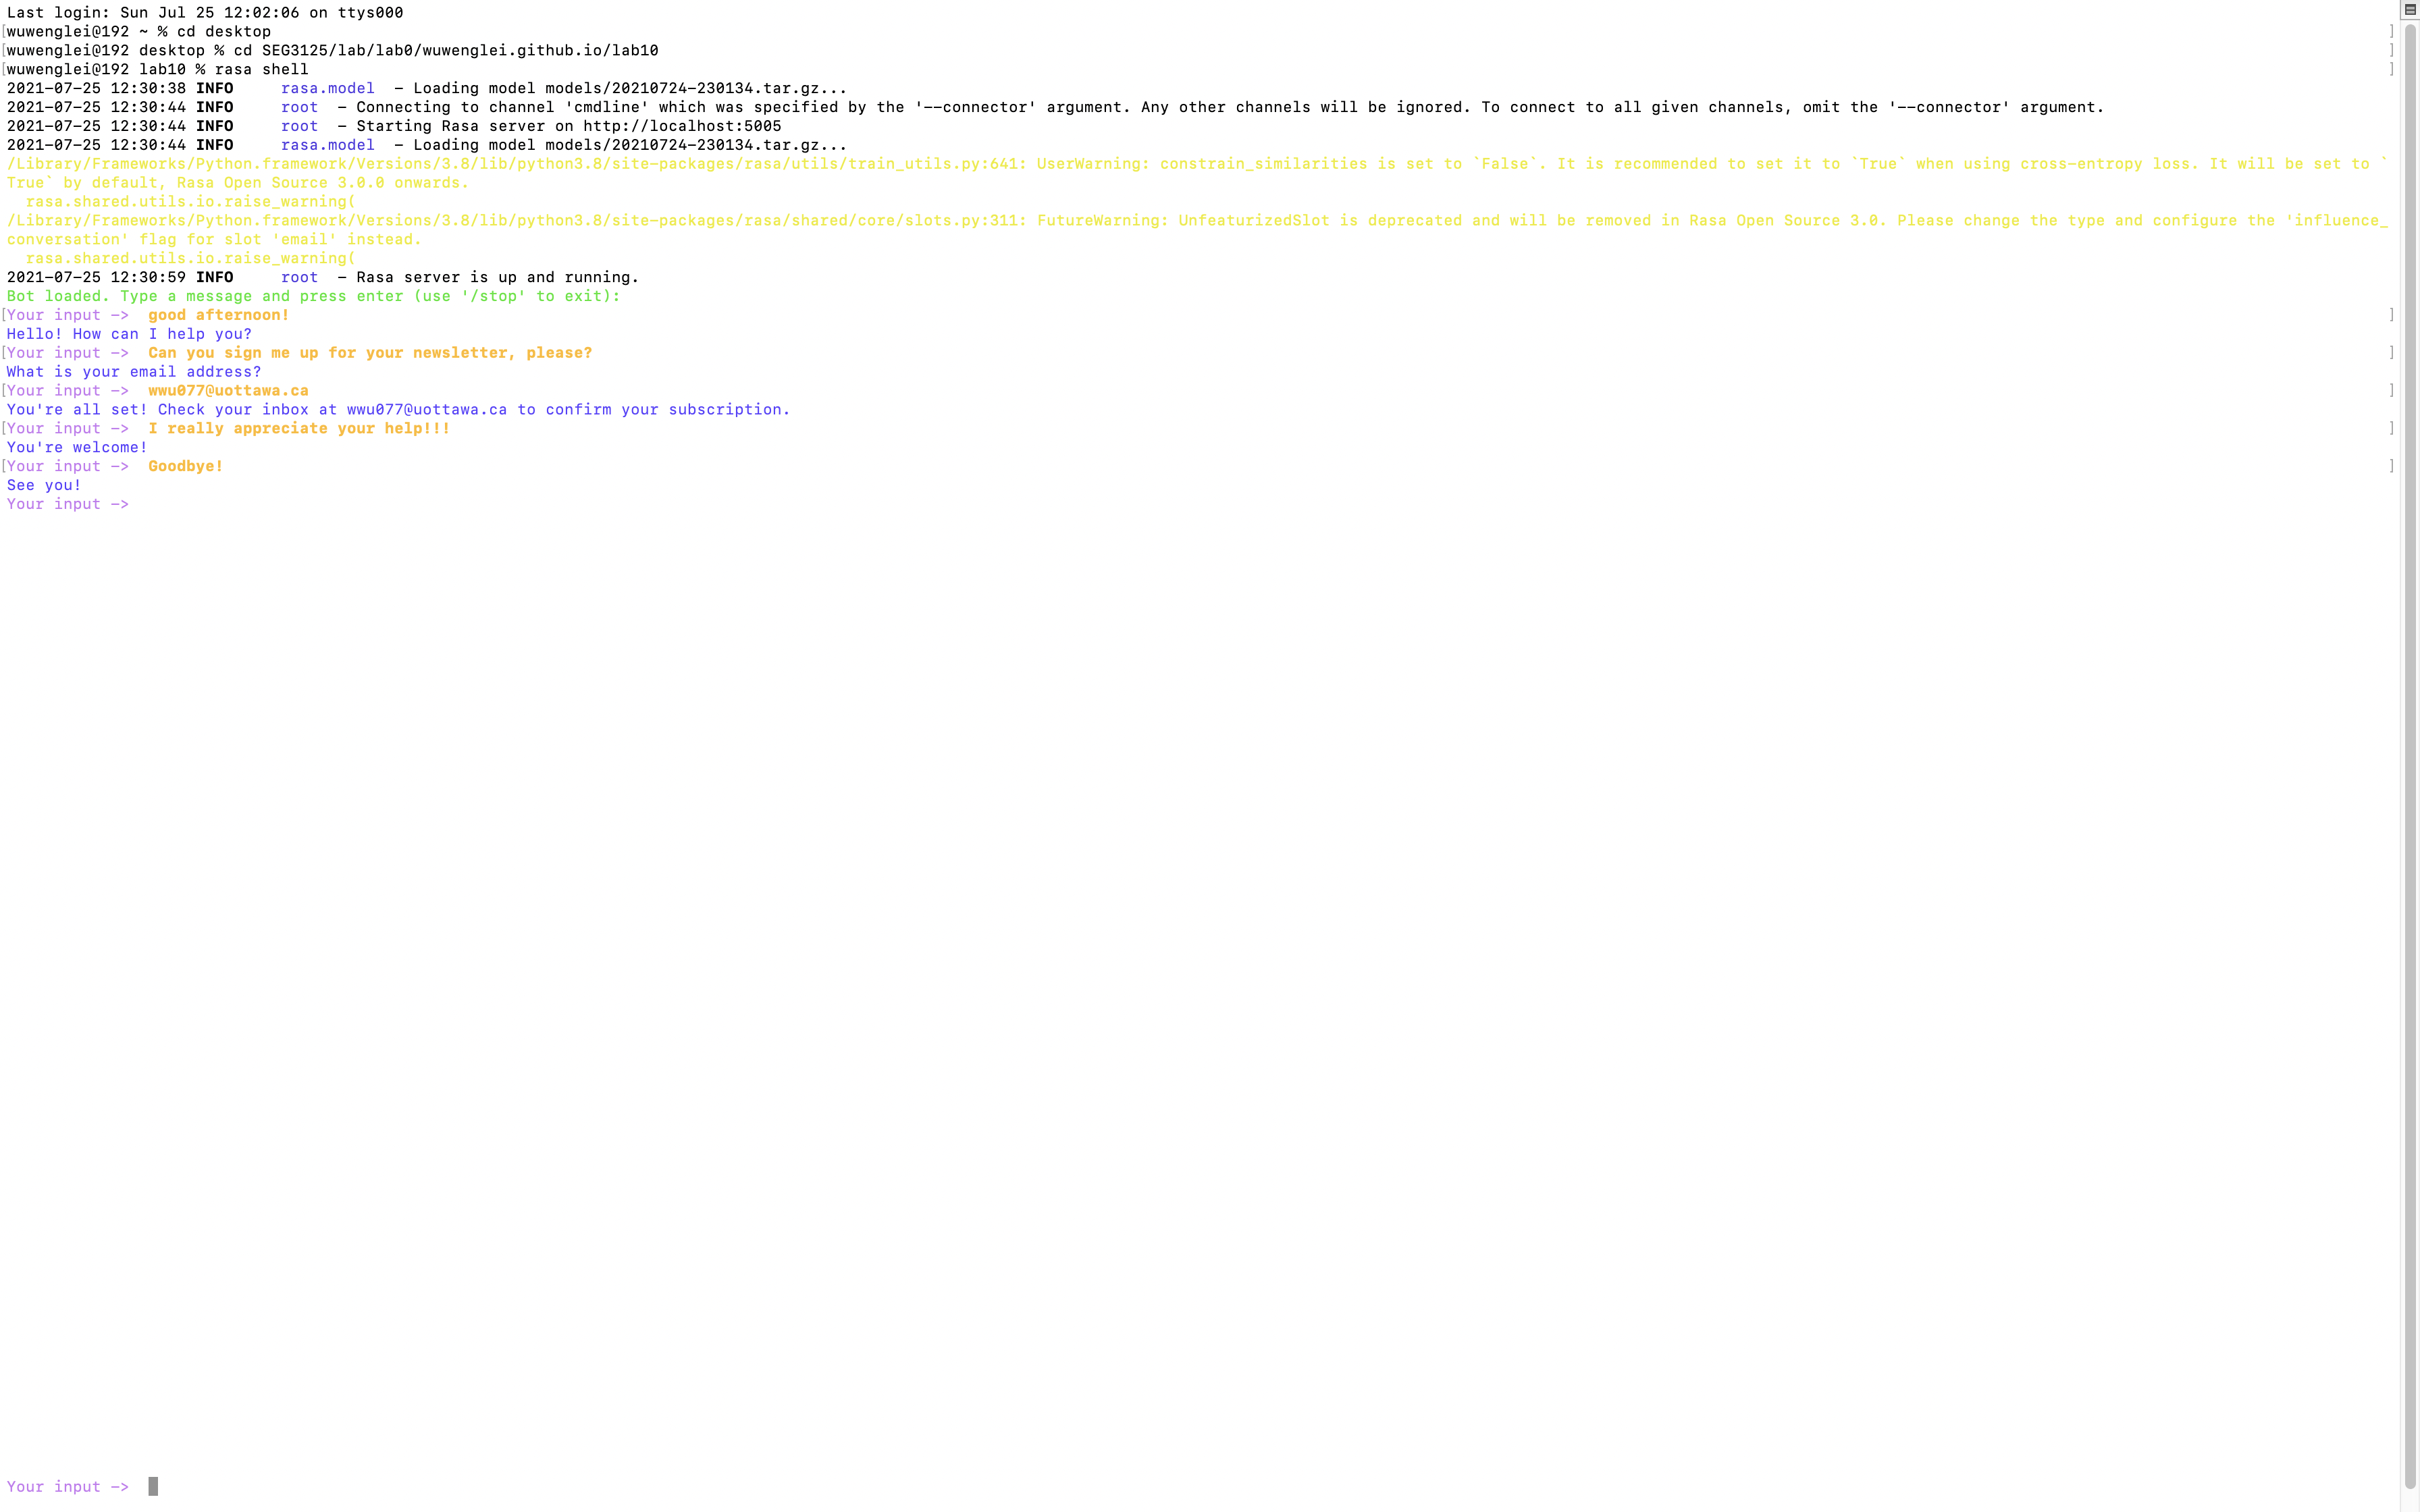 Last login: Sun Jul 25 12:02:06 on ttys000
[wuwenglei@192 ~ % cd desktop ]
[wuwenglei@192 desktop % cd SEG3125/lab/lab0/wuwenglei.github.io/lab10 ]
[wuwenglei@192 lab10 % rasa shell ]
2021-07-25 12:30:38 INFO     rasa.model  - Loading model models/20210724-230134.tar.gz...
2021-07-25 12:30:44 INFO     root  - Connecting to channel 'cmdline' which was specified by the '--connector' argument. Any other channels will be ignored. To connect to all given channels, omit the '--connector' argument.
2021-07-25 12:30:44 INFO     root  - Starting Rasa server on http://localhost:5005
2021-07-25 12:30:44 INFO     rasa.model  - Loading model models/20210724-230134.tar.gz...
/Library/Frameworks/Python.framework/Versions/3.8/lib/python3.8/site-packages/rasa/utils/train_utils.py:641: UserWarning: constrain_similarities is set to `False`. It is recommended to set it to `True` when using cross-entropy loss. It will be set to `
True` by default, Rasa Open Source 3.0.0 onwards.
  rasa.shared.utils.io.raise_warning(
/Library/Frameworks/Python.framework/Versions/3.8/lib/python3.8/site-packages/rasa/shared/core/slots.py:311: FutureWarning: UnfeaturizedSlot is deprecated and will be removed in Rasa Open Source 3.0. Please change the type and configure the 'influence_
conversation' flag for slot 'email' instead.
  rasa.shared.utils.io.raise_warning(
2021-07-25 12:30:59 INFO     root  - Rasa server is up and running.
Bot loaded. Type a message and press enter (use '/stop' to exit):
[Your input ->  good afternoon! ]
Hello! How can I help you?
[Your input ->  Can you sign me up for your newsletter, please? ]
What is your email address?
[Your input ->  wwu077@uottawa.ca ]
You're all set! Check your inbox at wwu077@uottawa.ca to confirm your subscription.
[Your input ->  I really appreciate your help!!! ]
You're welcome!
[Your input ->  Goodbye! ]
See you!
Your input ->
Your input ->